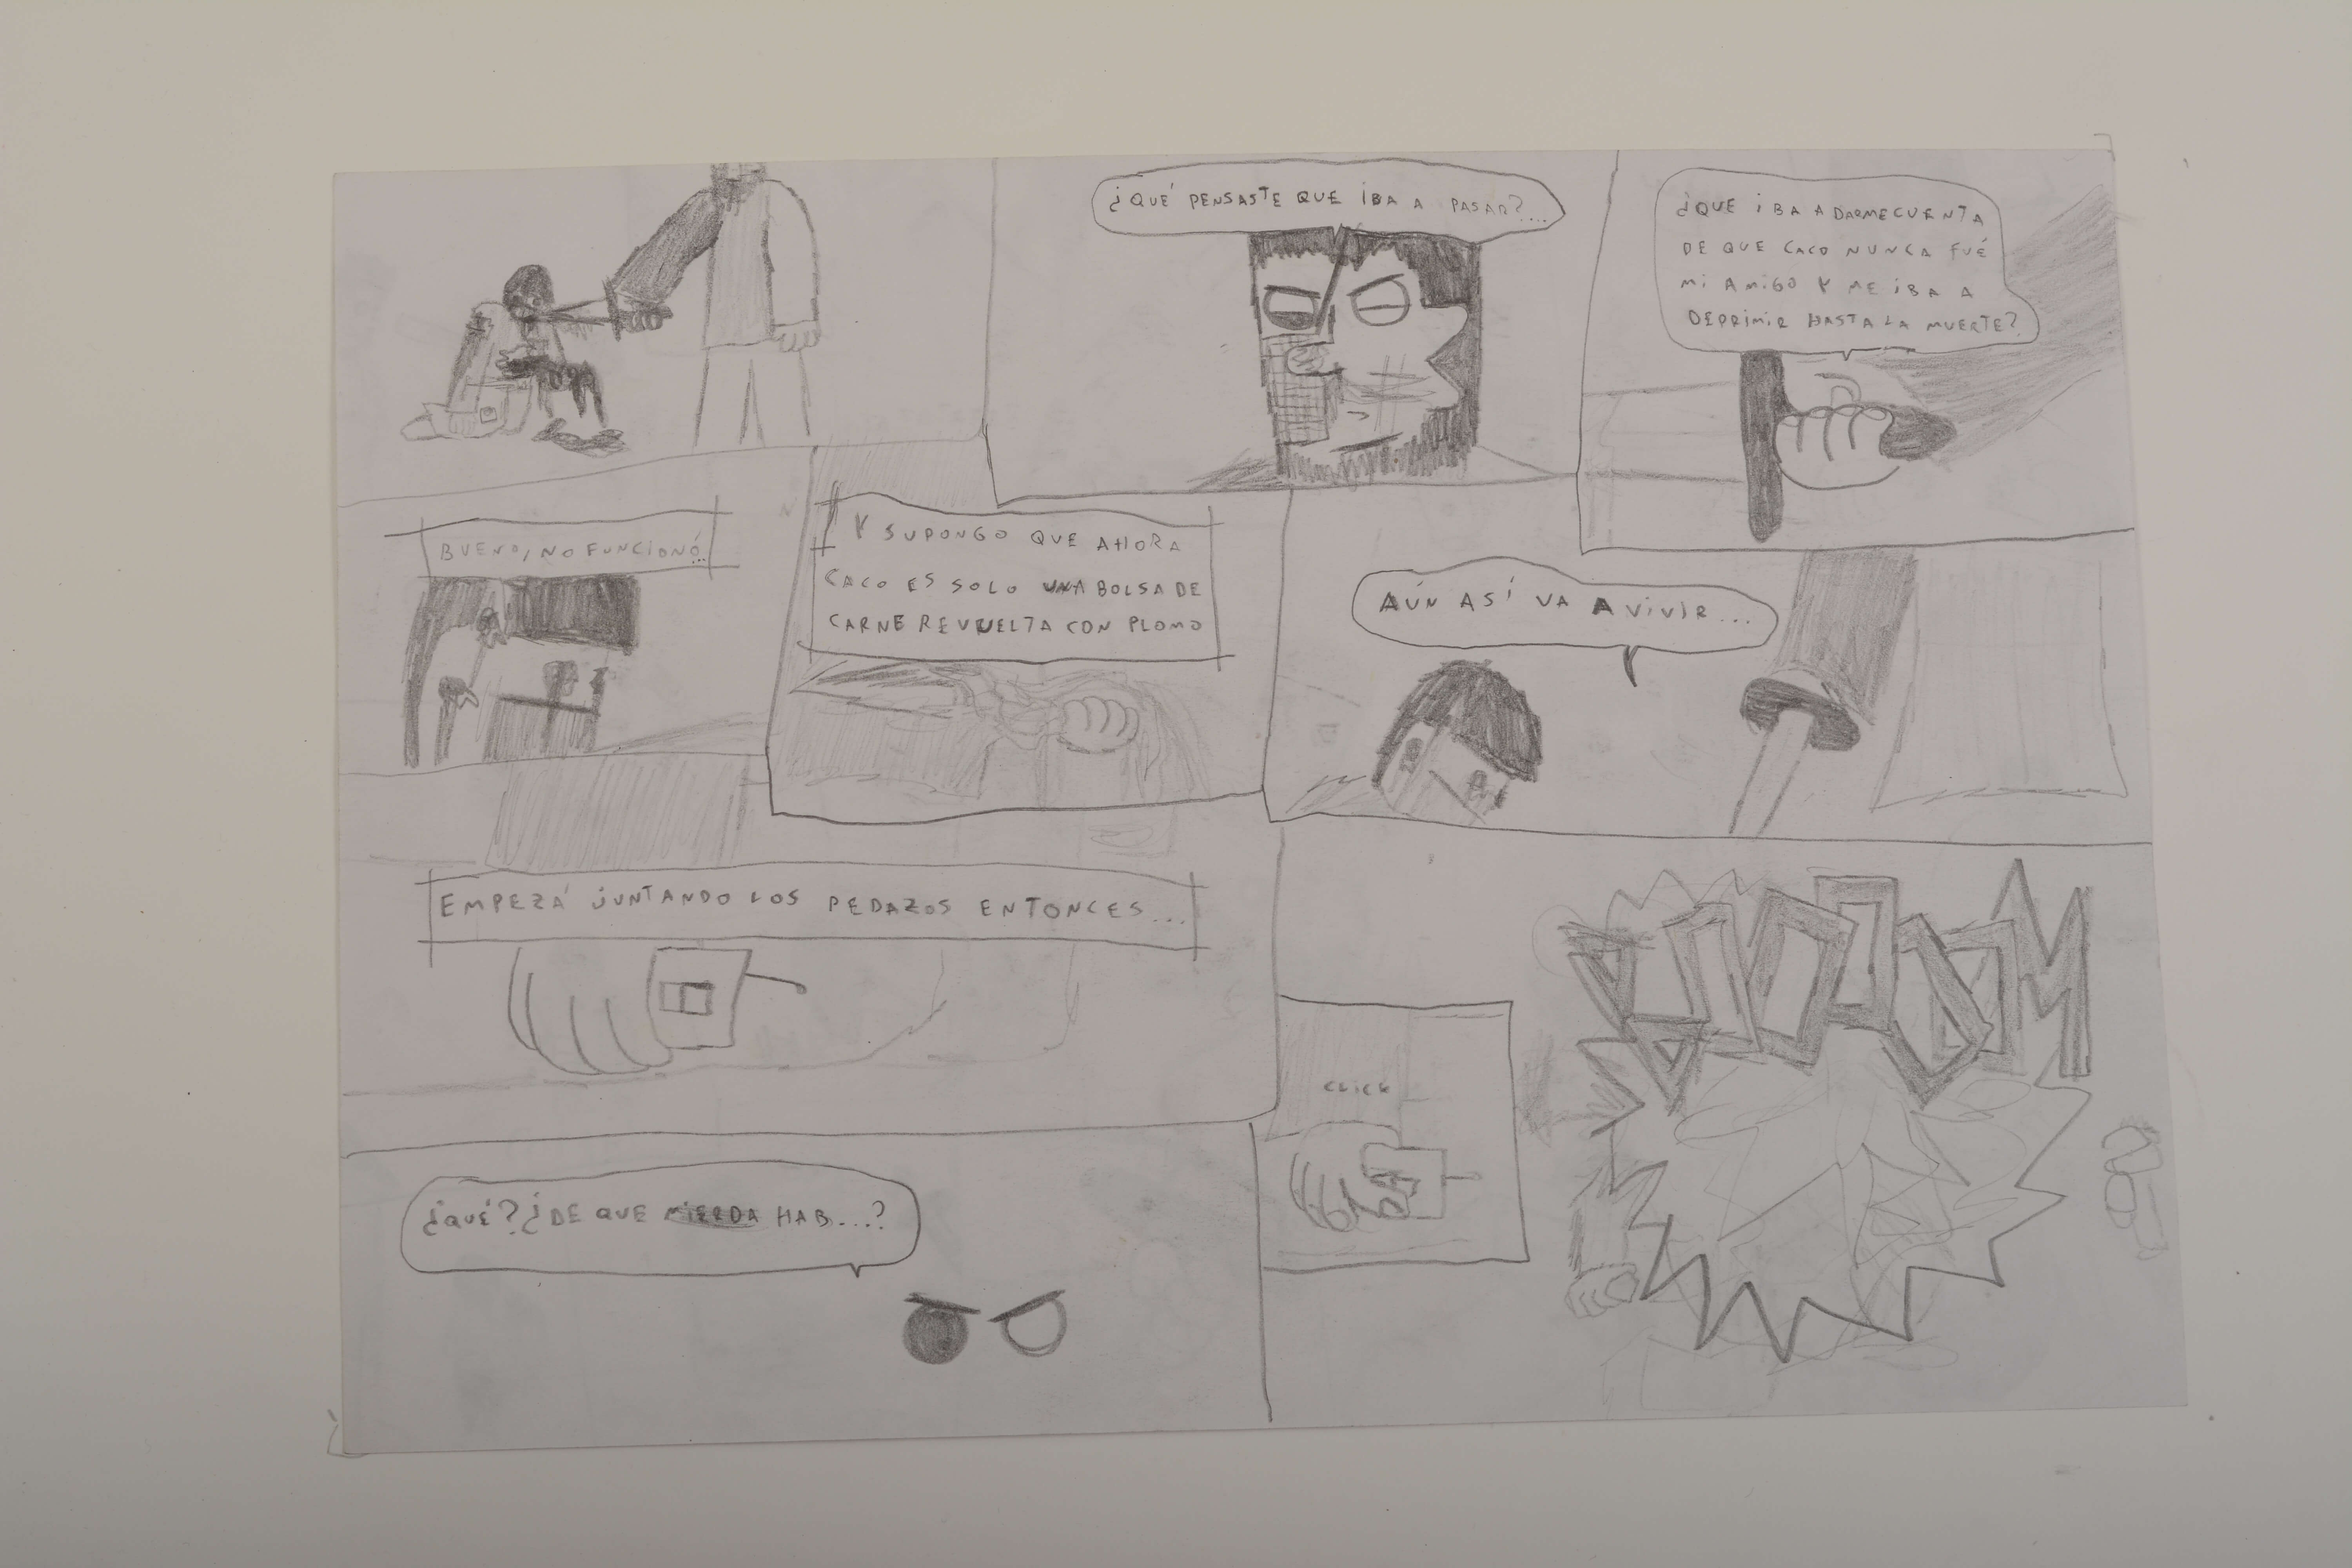 ¿QUÉ PENSASTE QUE IBA A PASAR?...
¿QUE IBA A DARME CUENTA
DE QUE CACO NUNCA FUÉ
MI AMIGO Y ME IBA A
DEPRIMIR HASTA LA MUERTE?
BUENO, NO FUNCIONÓ...
Y SUPONGO QUE AHORA
CACO ES SOLO UNA BOLSA DE
CARNE REVUELTA CON PLOMO
AÚN ASÍ VA A VIVIR...
EMPEZÁ JUNTANDO LOS PEDAZOS ENTONCES...
CLICK
¿QUÉ? ¿DE QUE MIERDA HAB...?